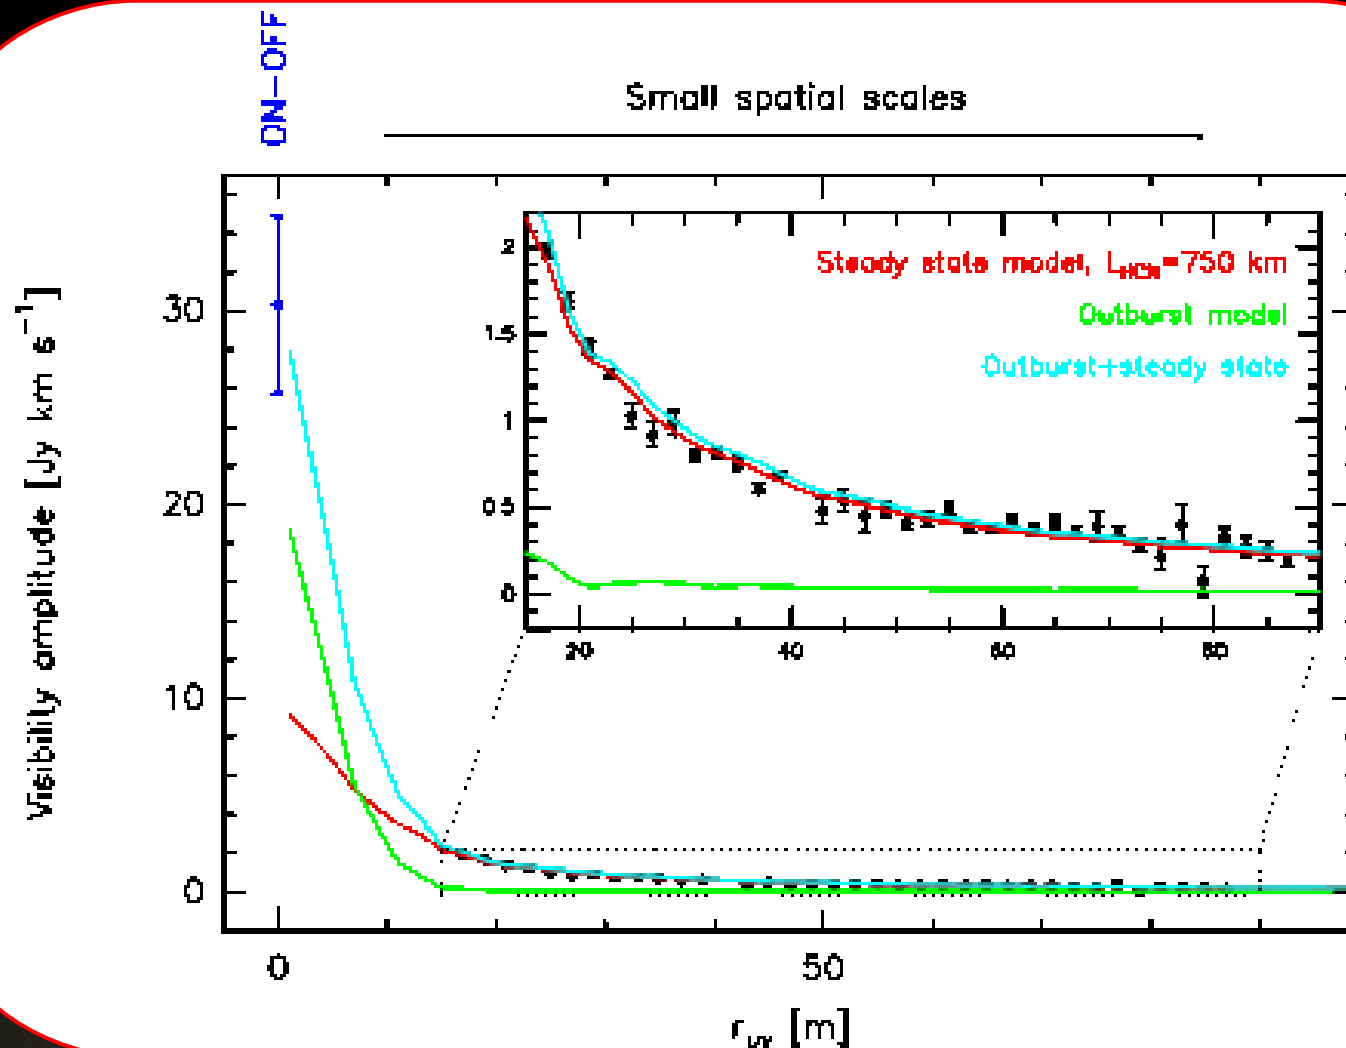 ON-OFF
Small spatial scales
Steady state model, L_HCN=750 km
Outburst model
Outburst+steady state
2
1.5
1
0.5
0
20
40
60
80
Visibility amplitude [Jy km s⁻¹]
30
20
10
0
0
50
r_uv [m]